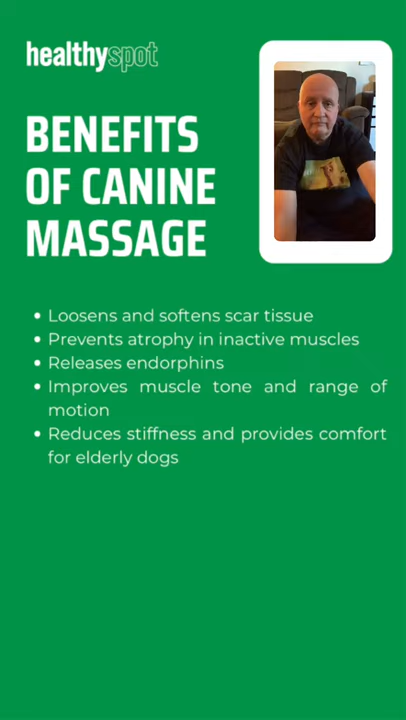 healthyspot
BENEFITS
OF CANINE
MASSAGE
• Loosens and softens scar tissue
• Prevents atrophy in inactive muscles
• Releases endorphins
• Improves muscle tone and range of
motion
• Reduces stiffness and provides comfort
for elderly dogs